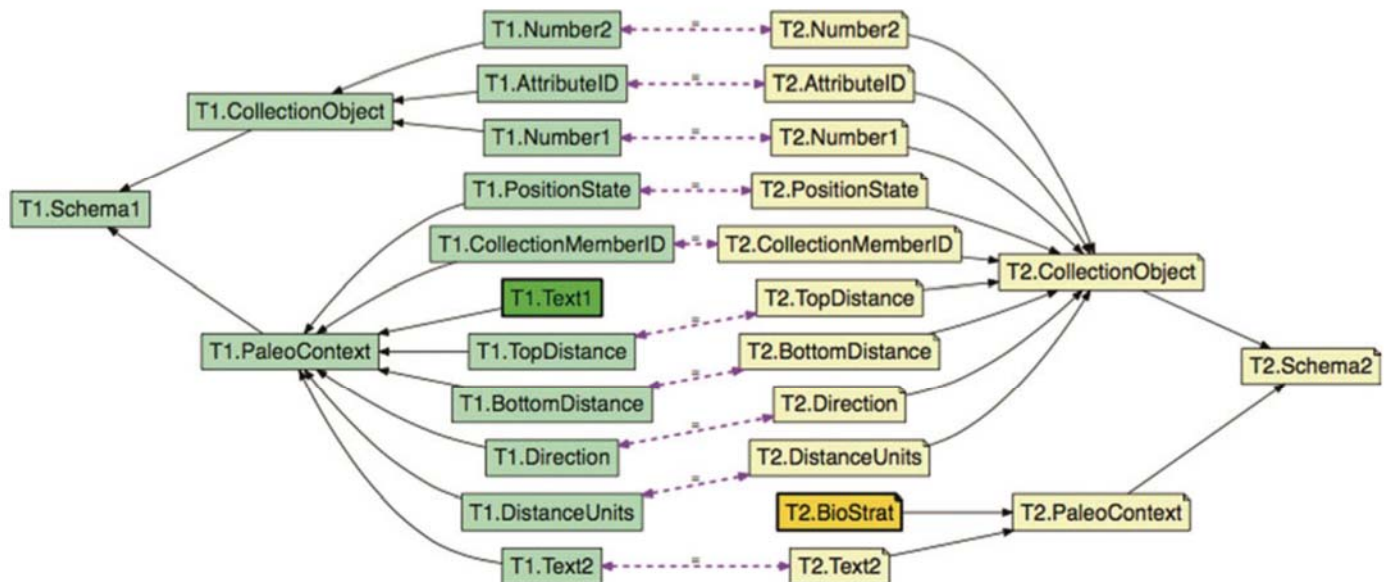 T1.Number2 = T2.Number2
T1.AttributeID = T2.AttributeID
T1.CollectionObject
T1.Number1 = T2.Number1
T1.PositionState = T2.PositionState
T1.Schema1
T1.CollectionMemberID = T2.CollectionMemberID
T2.CollectionObject
T1.Text1
T2.TopDistance
T1.PaleoContext
T1.TopDistance =
T2.BottomDistance
T2.Schema2
T1.BottomDistance =
T2.Direction
T1.Direction =
T2.DistanceUnits
T1.DistanceUnits =
T2.BioStrat
T2.PaleoContext
T1.Text2 = T2.Text2